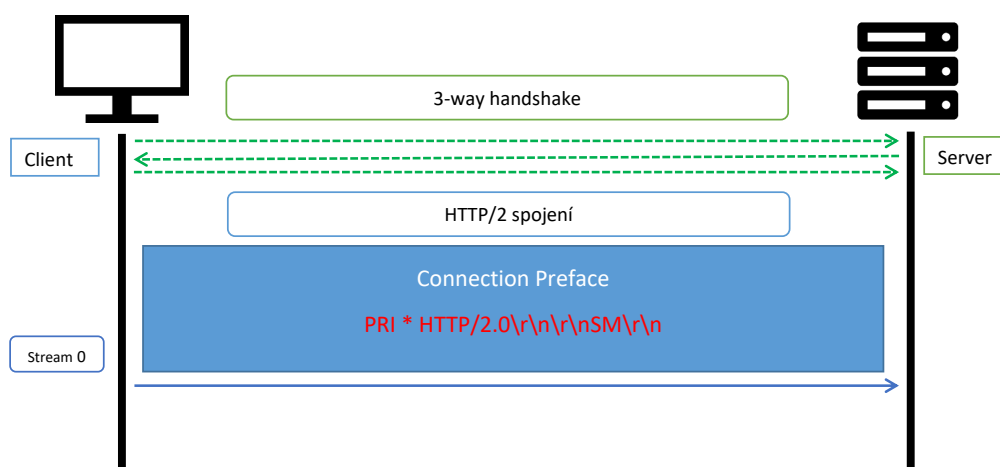 3-way handshake
Client
Server
HTTP/2 spojení
Connection Preface
PRI * HTTP/2.0\r\n\r\nSM\r\n
Stream 0